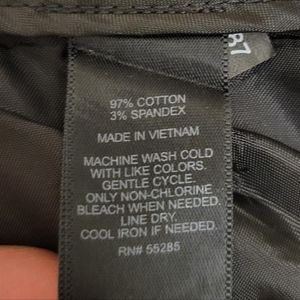 R7
97% COTTON
3% SPANDEX
MADE IN VIETNAM
MACHINE WASH COLD
WITH LIKE COLORS.
GENTLE CYCLE.
ONLY NON-CHLORINE
BLEACH WHEN NEEDED.
LINE DRY.
COOL IRON IF NEEDED.
RN# 55285